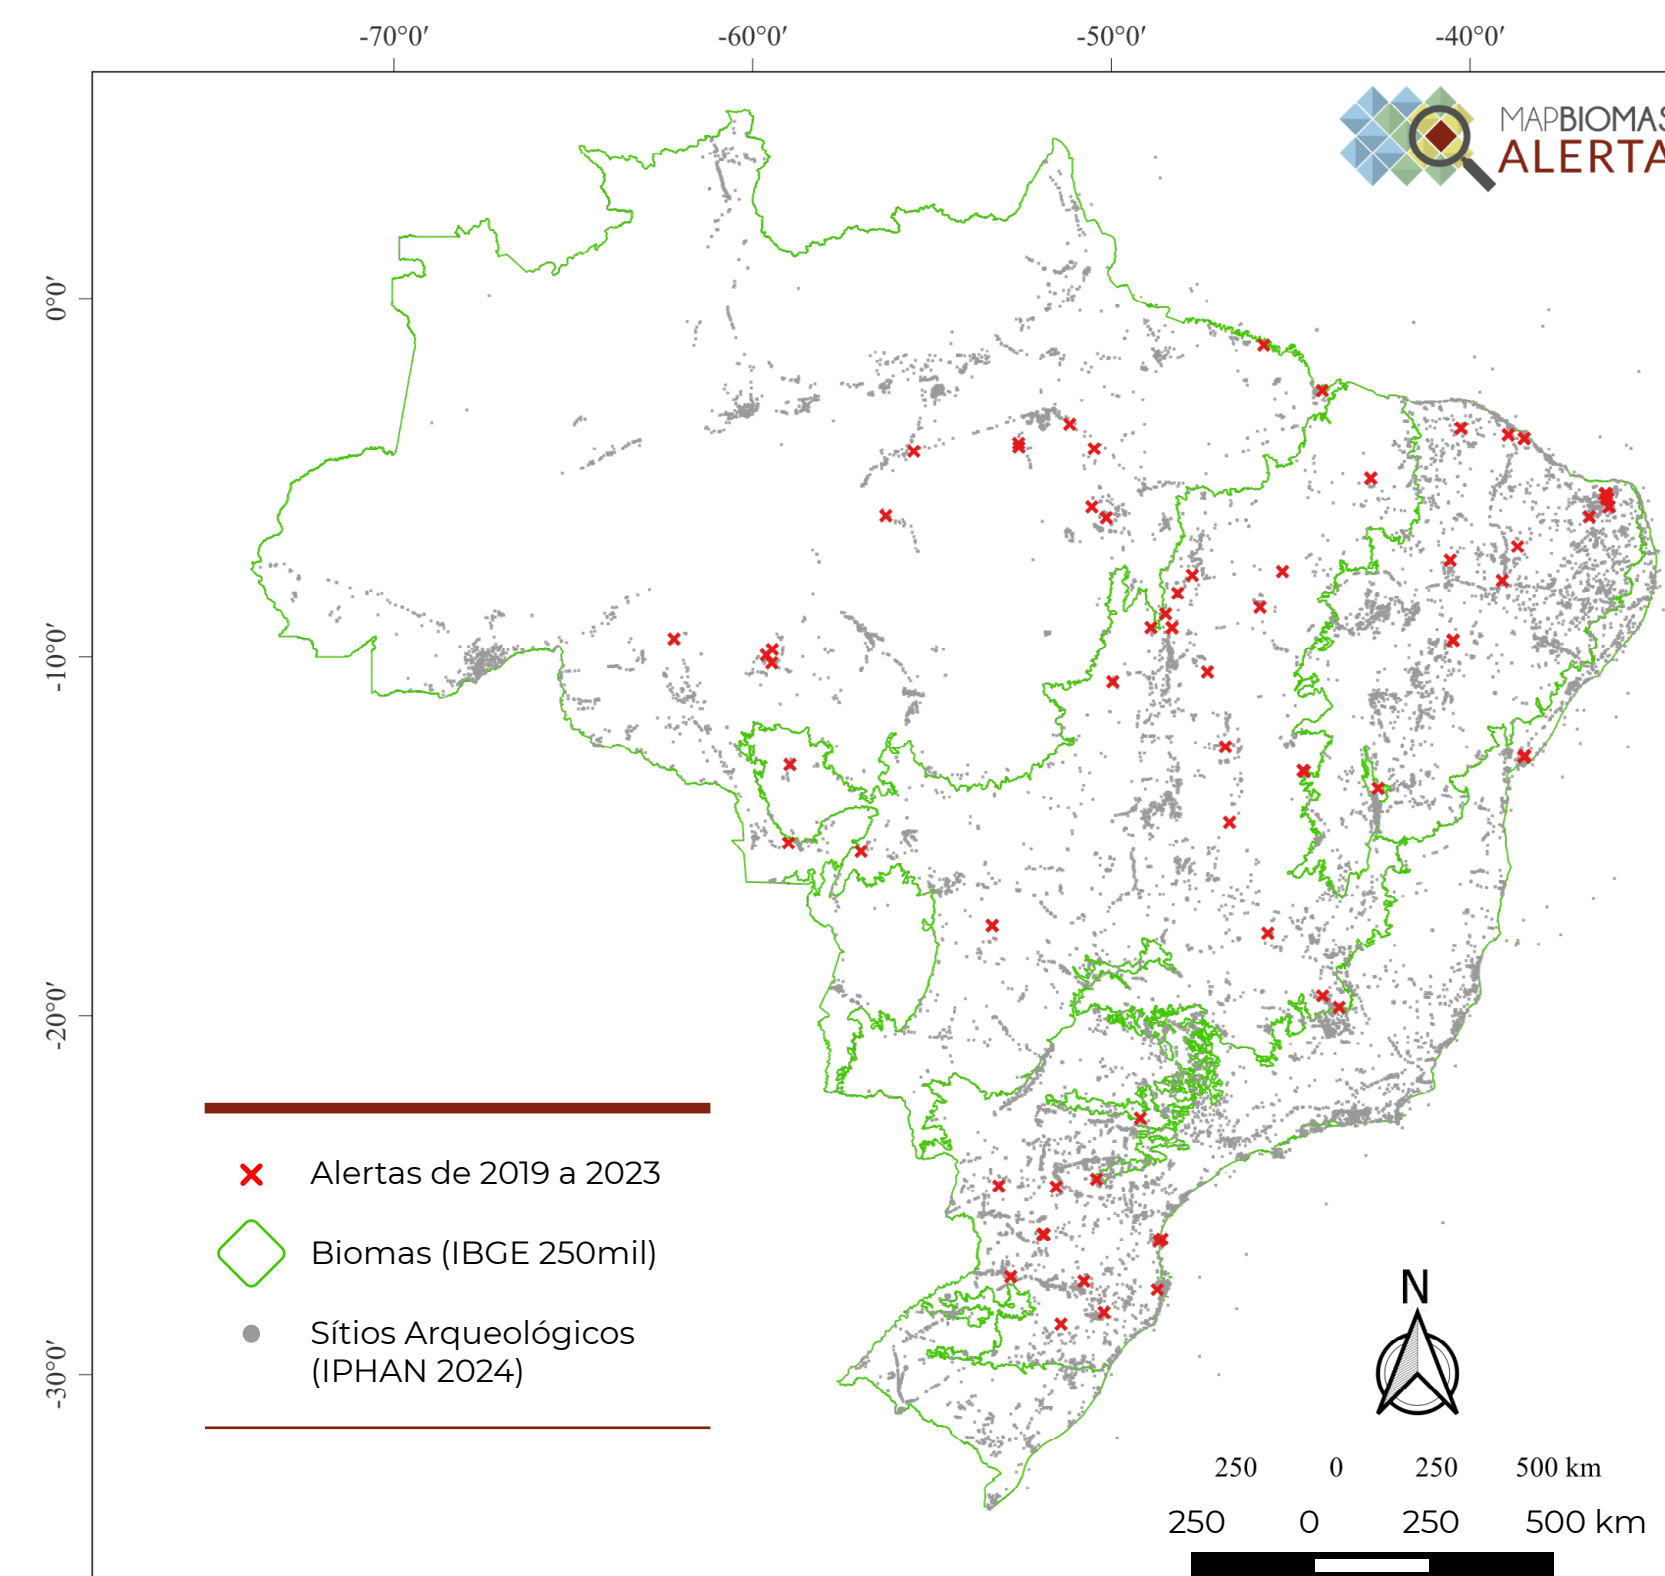 -70°0′ -60°0′ -50°0′ -40°0′
MAPBIOMAS
ALERTA
0°0′
-10°0′
-20°0′
-30°0′
Alertas de 2019 a 2023
Biomas (IBGE 250mil)
Sítios Arqueológicos
(IPHAN 2024)
N
250 0 250 500 km
250 0 250 500 km